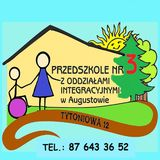 PRZEDSZKOLE NR 3
Z ODDZIAŁAMI
INTEGRACYJNYMI
w Augustowie
TYTONIOWA 12
TEL.: 87 643 36 52